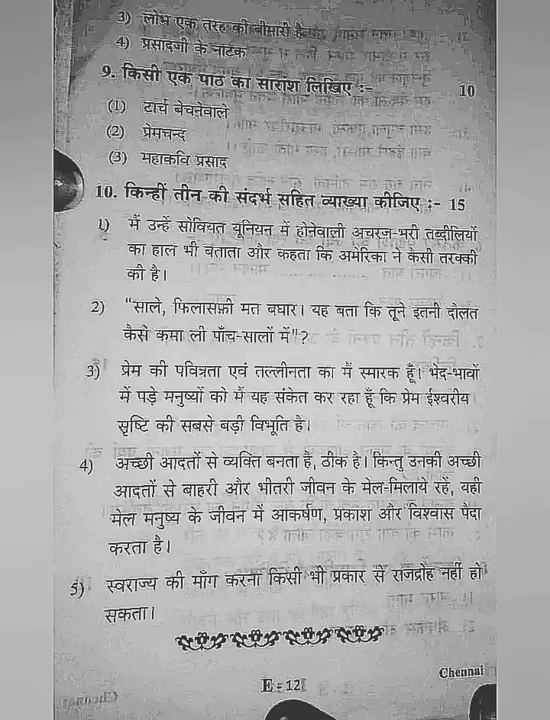 3) लोभ एक तरह की बीमारी है
4) प्रसादजी के नाटक
9. किसी एक पाठ का सारांश लिखिए :- 10
(1) टार्च बेचनेवाले
(2) प्रेमचन्द
(3) महाकवि प्रसाद
10. किन्हीं तीन की संदर्भ सहित व्याख्या कीजिए :- 15
1) मैं उन्हें सोवियत यूनियन में होनेवाली अचरज-भरी तब्दीलियों
का हाल भी बताता और कहता कि अमेरिका ने कैसी तरक्की
की है।
2) “साले, फिलासफ़ी मत बघार। यह बता कि तूने इतनी दौलत
कैसे कमा ली पाँच-सालों में”?
3) प्रेम की पवित्रता एवं तल्लीनता का मैं स्मारक हूँ। भेद-भावों
में पड़े मनुष्यों को मैं यह संकेत कर रहा हूँ कि प्रेम ईश्वरीय
सृष्टि की सबसे बड़ी विभूति है।
4) अच्छी आदतों से व्यक्ति बनता है, ठीक है। किन्तु उनकी अच्छी
आदतों से बाहरी और भीतरी जीवन के मेल-मिलाये रहें, यही
मेल मनुष्य के जीवन में आकर्षण, प्रकाश और विश्वास पैदा
करता है।
5) स्वराज्य की माँग करना किसी भी प्रकार से राजद्रोह नहीं हो
सकता।
Chennai
E - 12